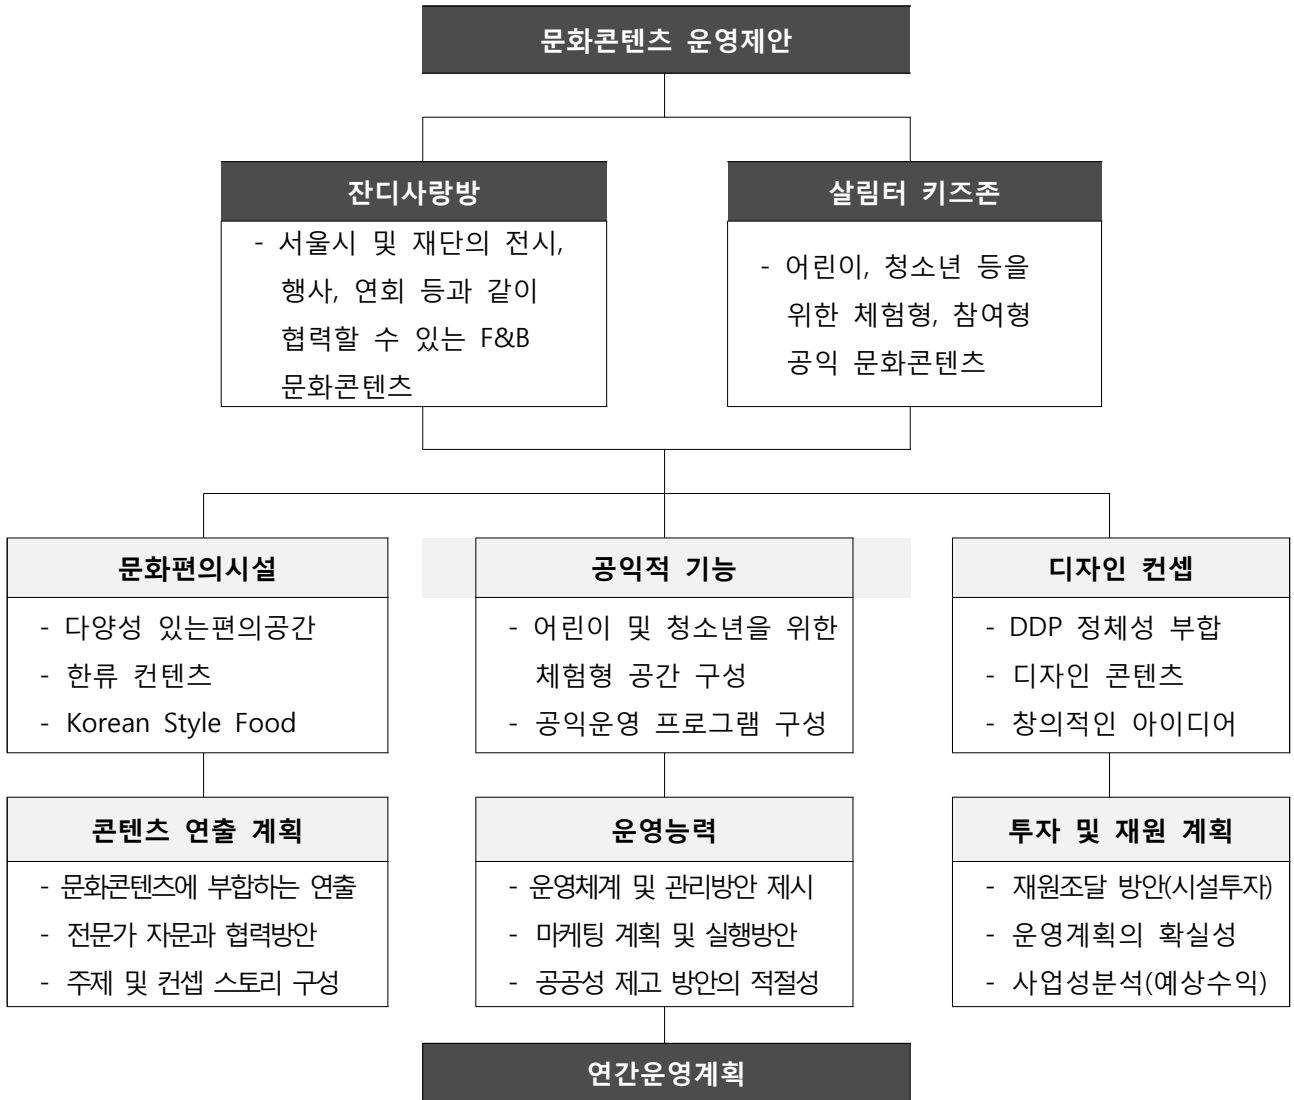 문화콘텐츠 운영제안
잔디사랑방
- 서울시 및 재단의 전시,
행사, 연회 등과 같이
협력할 수 있는 F&B
문화콘텐츠
살림터 키즈존
- 어린이, 청소년 등을
위한 체험형, 참여형
공익 문화콘텐츠
문화편의시설
- 다양성 있는편의공간
- 한류 컨텐츠
- Korean Style Food
공익적 기능
- 어린이 및 청소년을 위한
체험형 공간 구성
- 공익운영 프로그램 구성
디자인 컨셉
- DDP 정체성 부합
- 디자인 콘텐츠
- 창의적인 아이디어
콘텐츠 연출 계획
- 문화콘텐츠에 부합하는 연출
- 전문가 자문과 협력방안
- 주제 및 컨셉 스토리 구성
운영능력
- 운영체계 및 관리방안 제시
- 마케팅 계획 및 실행방안
- 공공성 제고 방안의 적절성
투자 및 재원 계획
- 재원조달 방안(시설투자)
- 운영계획의 확실성
- 사업성분석(예상수익)
연간운영계획